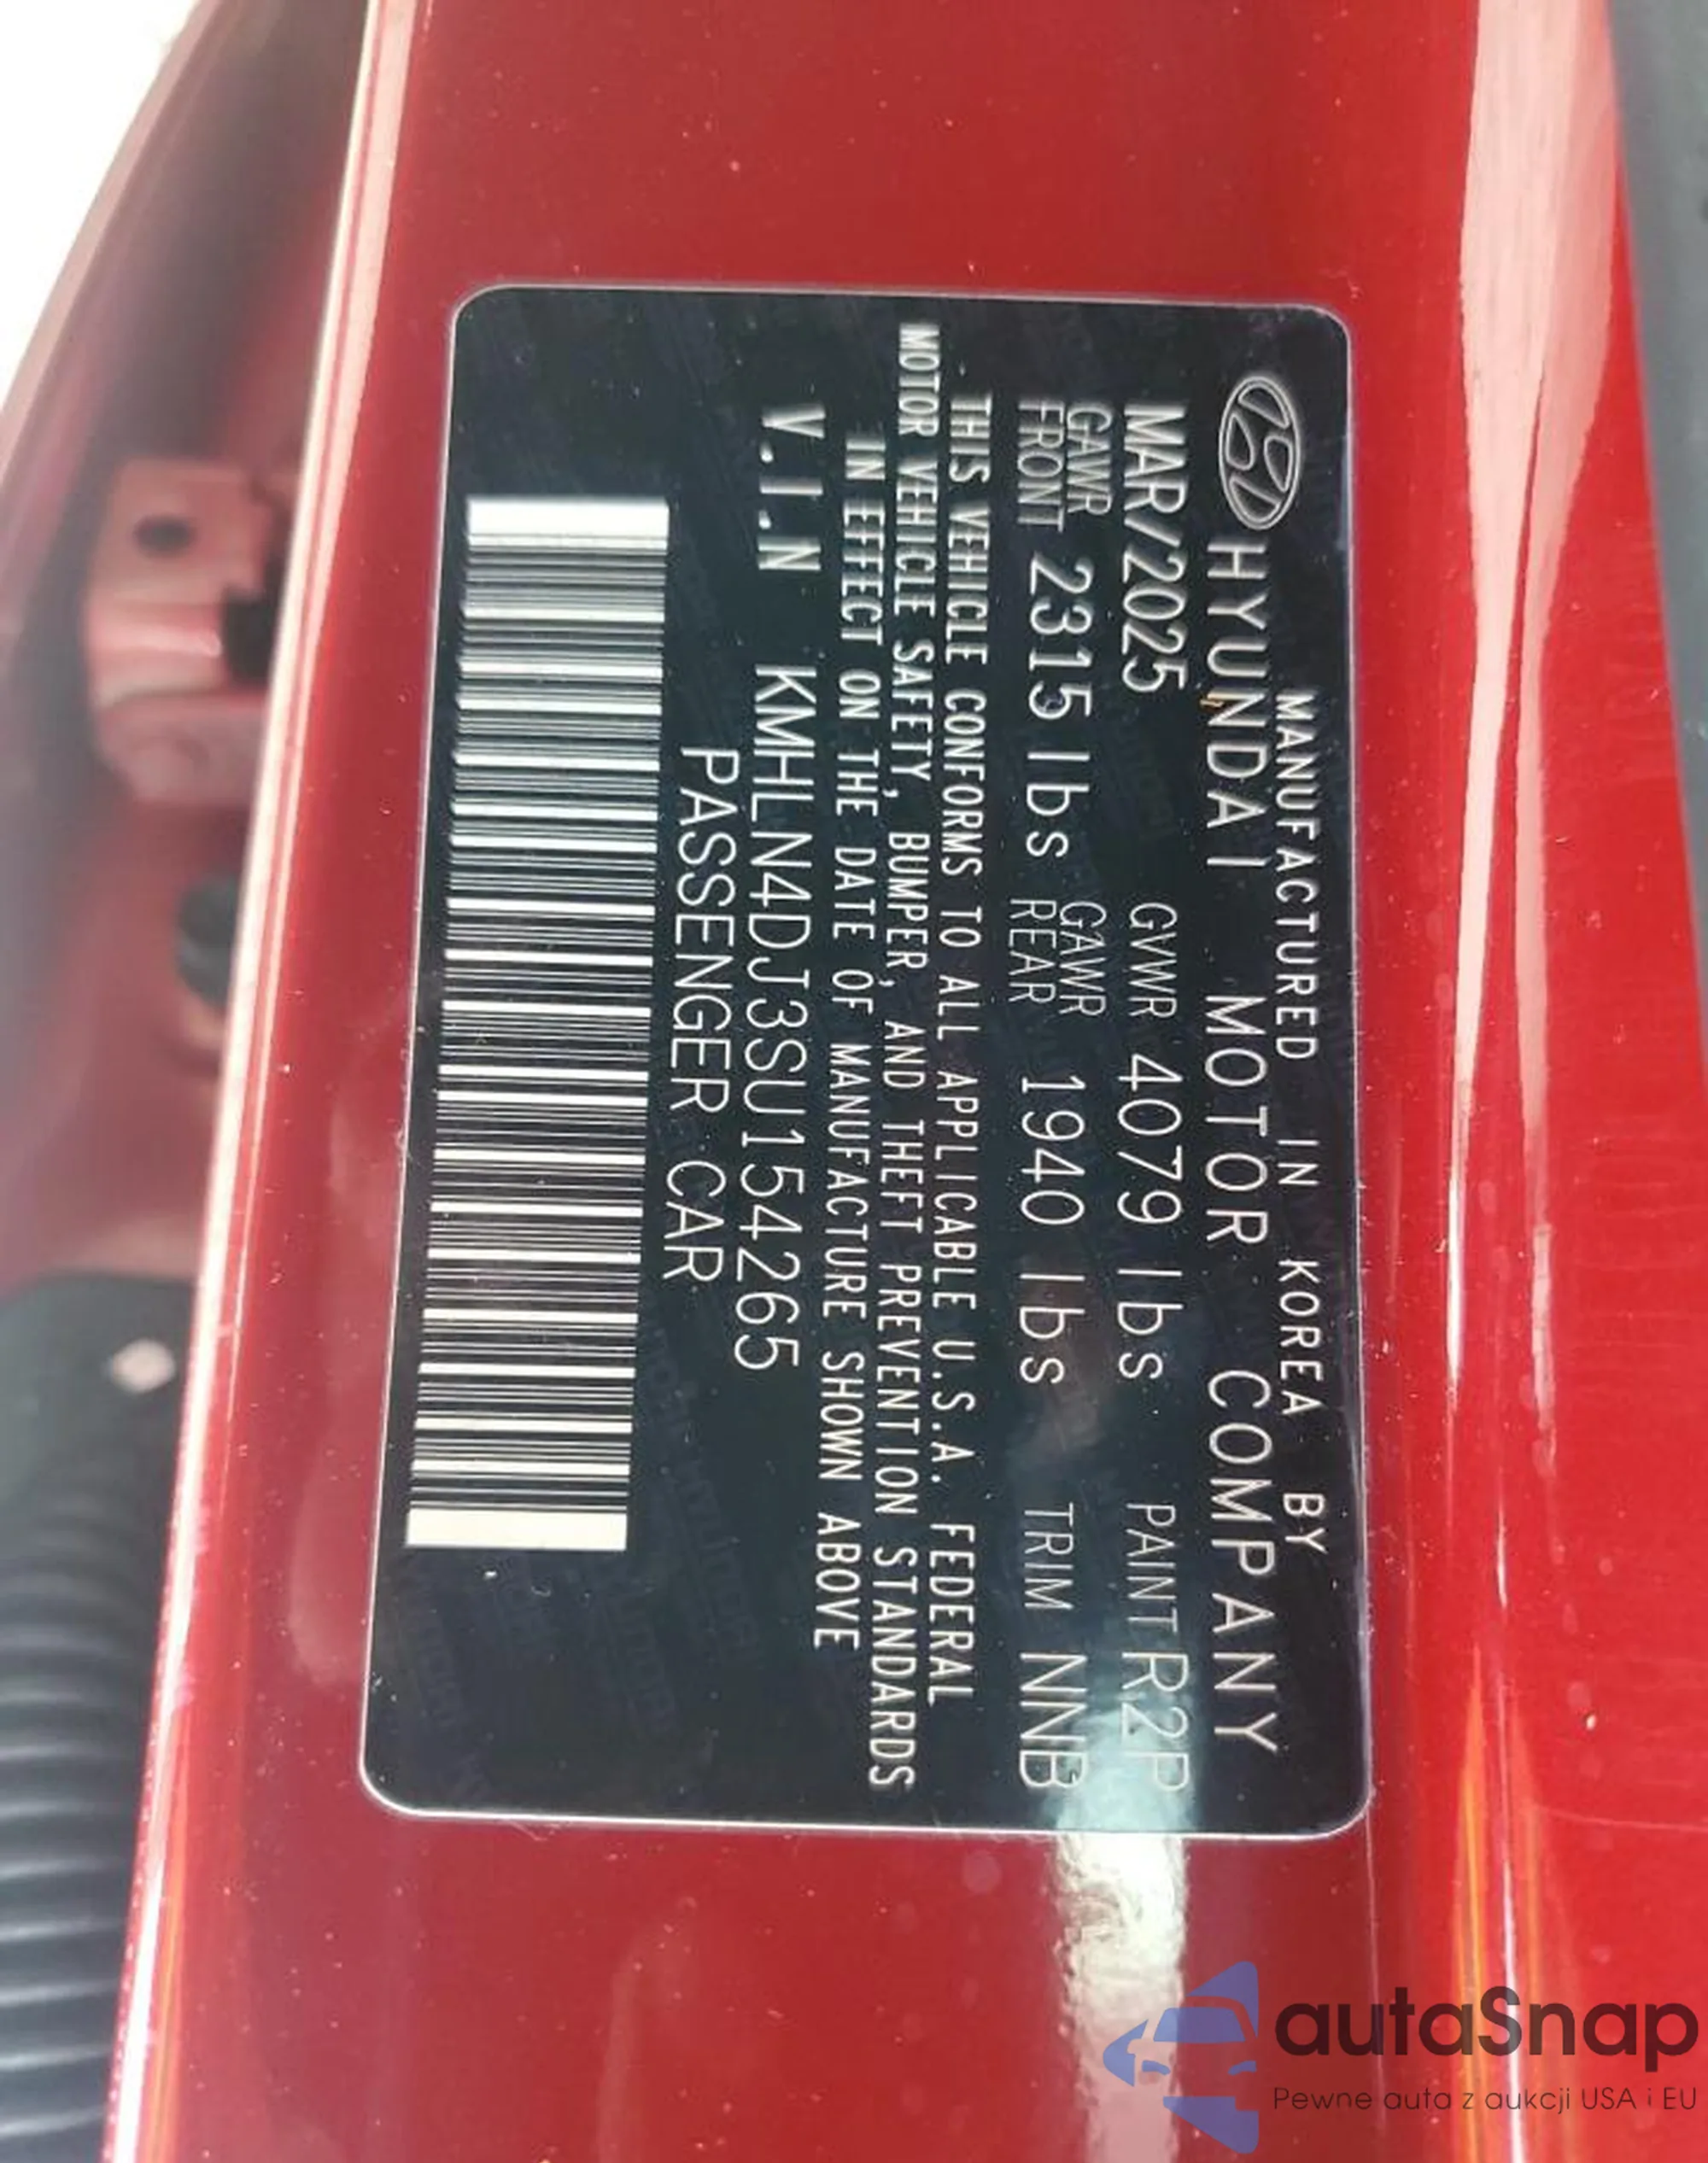 MANUFACTURED IN KOREA BY
HYUNDAI MOTOR COMPANY
MAR/2025 GVWR 4079 lbs PAINT R2P
GAWR FRONT 2315 lbs GAWR REAR 1940 lbs TRIM NNB
THIS VEHICLE CONFORMS TO ALL APPLICABLE U.S.A. FEDERAL
MOTOR VEHICLE SAFETY, BUMPER, AND THEFT PREVENTION STANDARDS
IN EFFECT ON THE DATE OF MANUFACTURE SHOWN ABOVE
V.I.N KMHLN4DJ3SU154265
PASSENGER CAR
autaSnap
Pewne auta z aukcji USA i EU